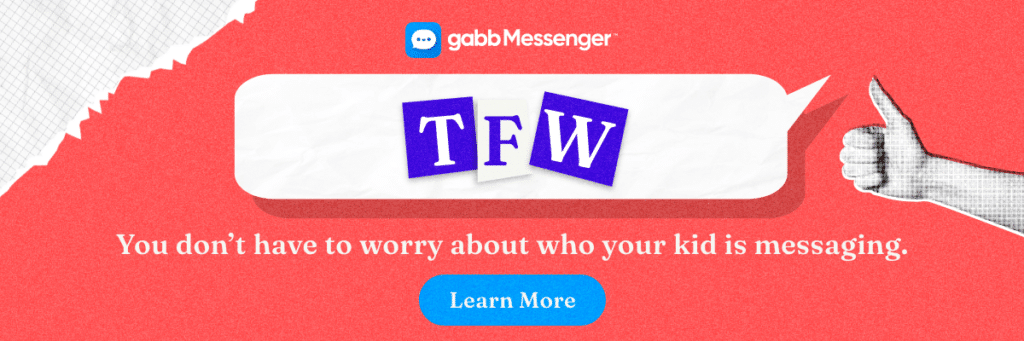 gabb Messenger™
TFW
You don’t have to worry about who your kid is messaging.
Learn More